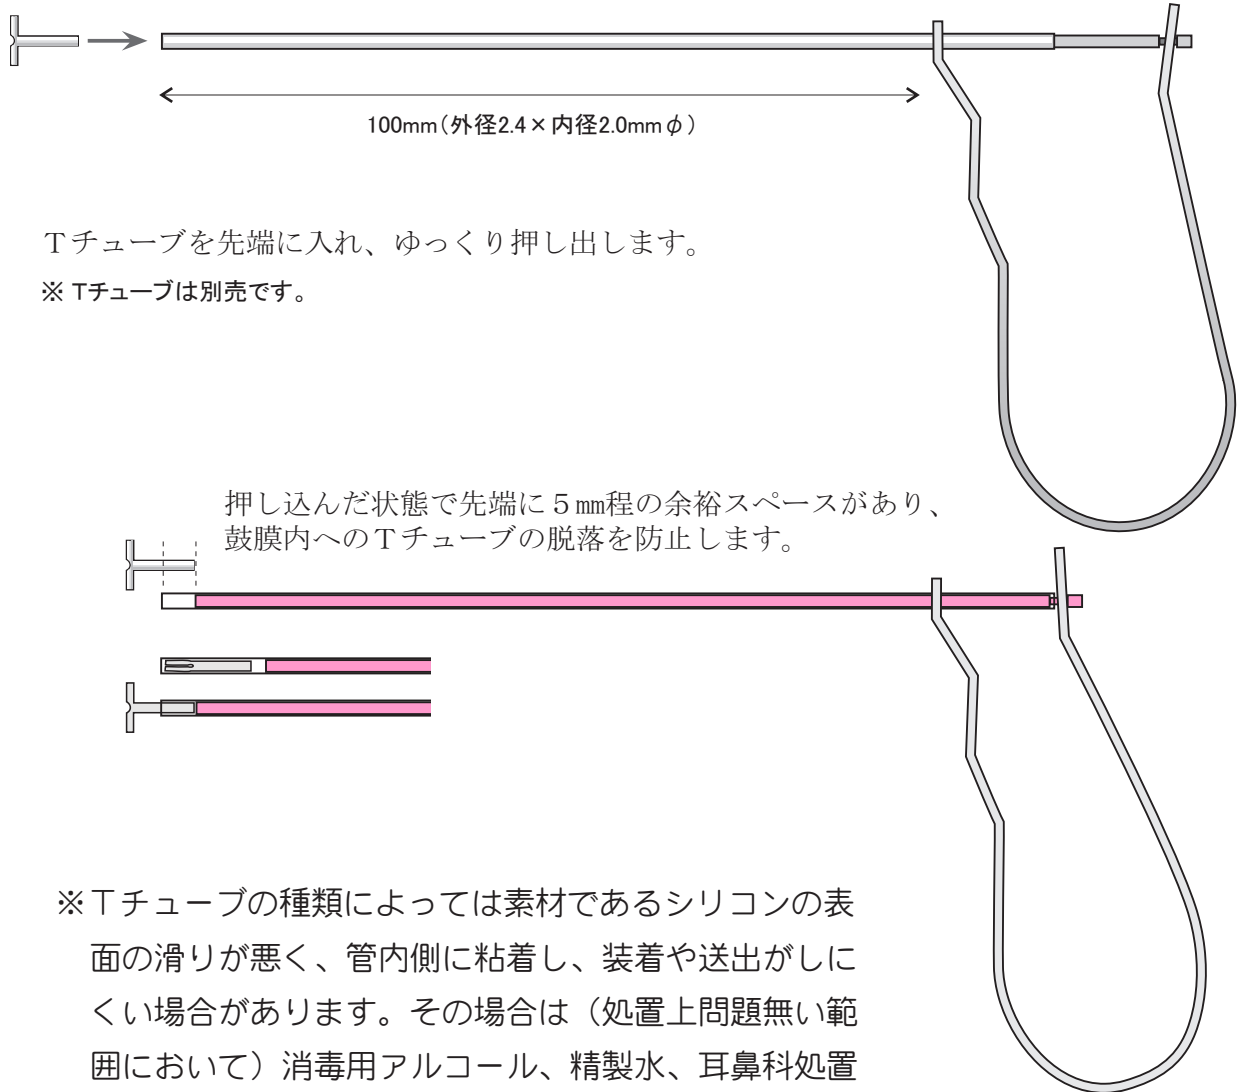 100mm(外径2.4×内径2.0mmφ)
Tチューブを先端に入れ、ゆっくり押し出します。
※Tチューブは別売です。
押し込んだ状態で先端に５㎜程の余裕スペースがあり、
鼓膜内へのＴチューブの脱落を防止します。
※Ｔチューブの種類によっては素材であるシリコンの表
面の滑りが悪く、管内側に粘着し、装着や送出がしに
くい場合があります。その場合は（処置上問題無い範
囲において）消毒用アルコール、精製水、耳鼻科処置